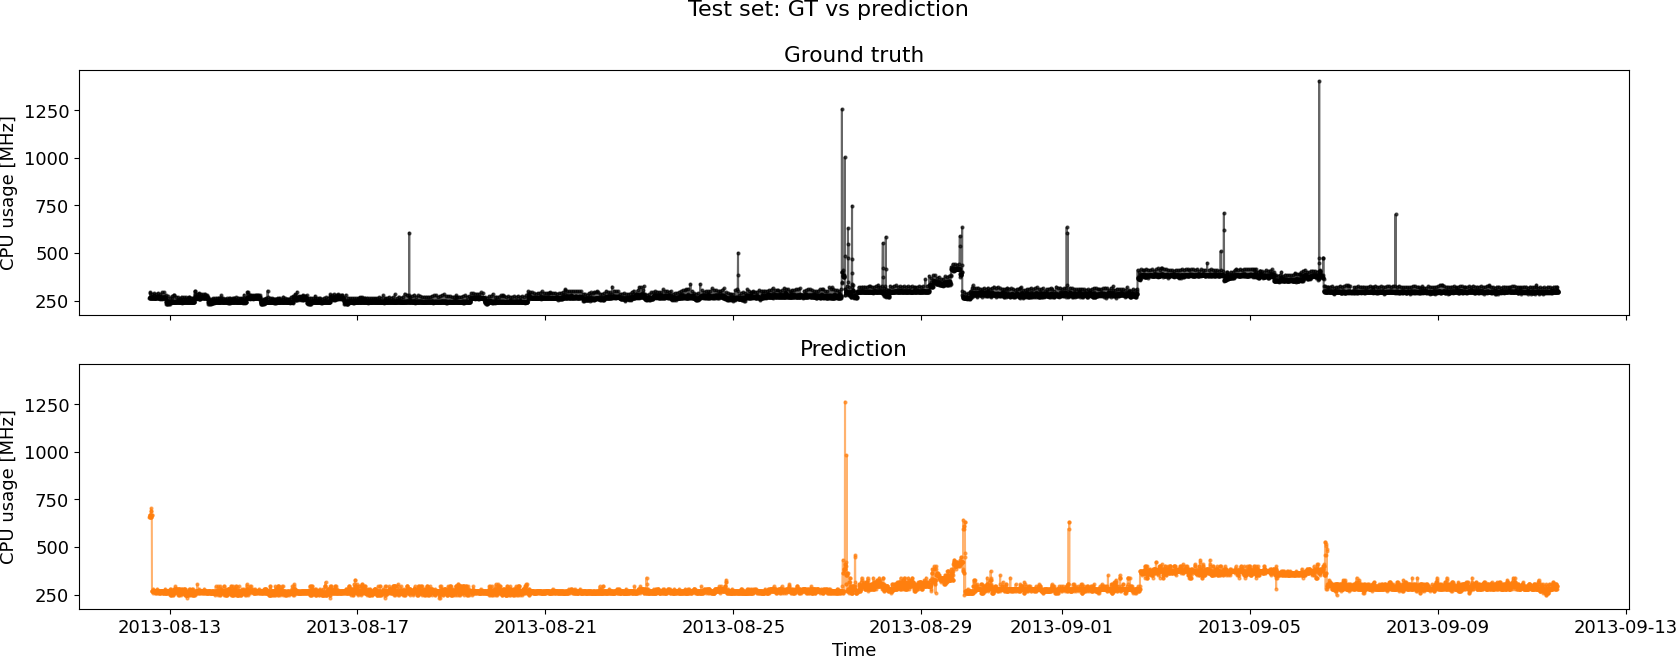 Test set: GT vs prediction
Ground truth
CPU usage [MHz]
1250
1000
750
500
250
Prediction
CPU usage [MHz]
1250
1000
750
500
250
2013-08-13 2013-08-17 2013-08-21 2013-08-25 2013-08-29 2013-09-01 2013-09-05 2013-09-09 2013-09-13
Time